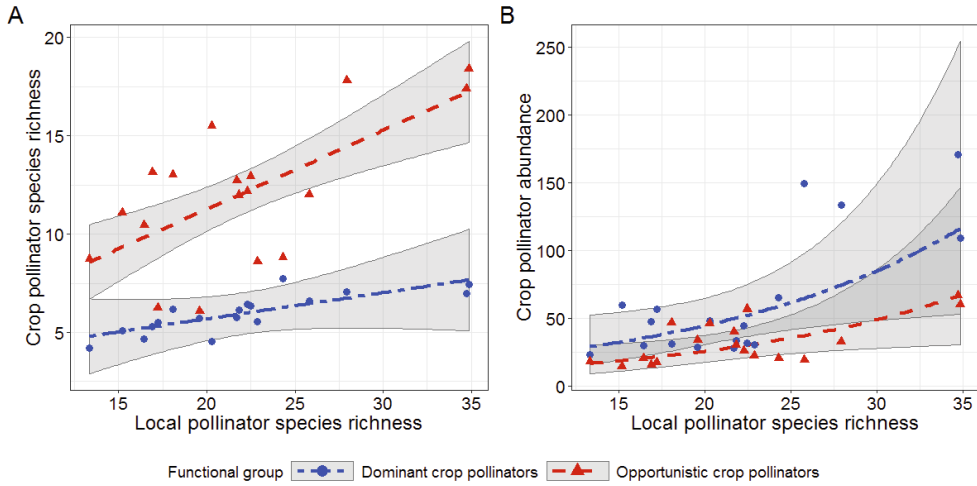 A
B
Crop pollinator species richness
20
15
10
5
15
20
25
30
35
Local pollinator species richness
Crop pollinator abundance
250
200
150
100
50
0
15
20
25
30
35
Local pollinator species richness
Functional group
Dominant crop pollinators
Opportunistic crop pollinators